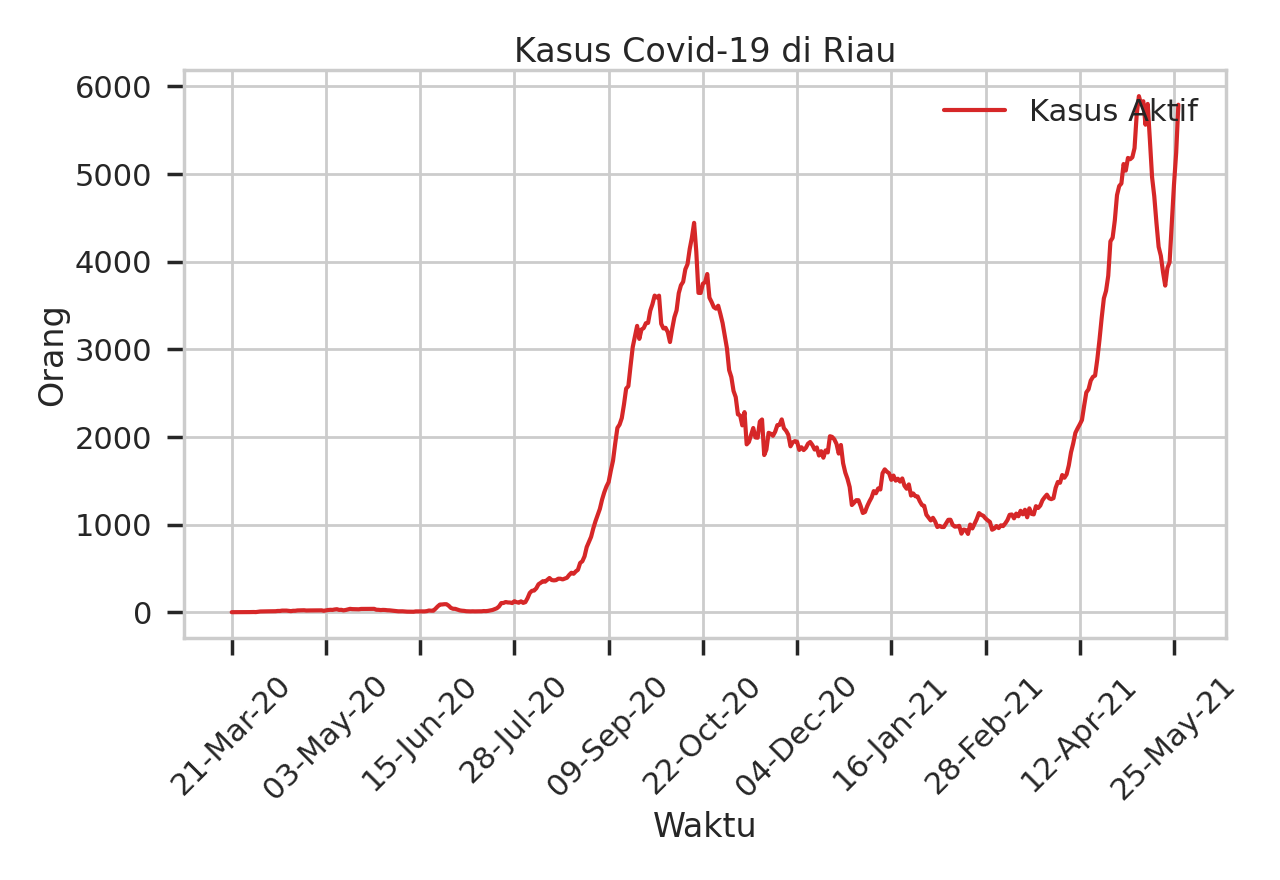 Kasus Covid-19 di Riau
Kasus Aktif
6000
5000
4000
3000
2000
1000
0
Orang
21-Mar-20
03-May-20
15-Jun-20
28-Jul-20
09-Sep-20
22-Oct-20
04-Dec-20
16-Jan-21
28-Feb-21
12-Apr-21
25-May-21
Waktu